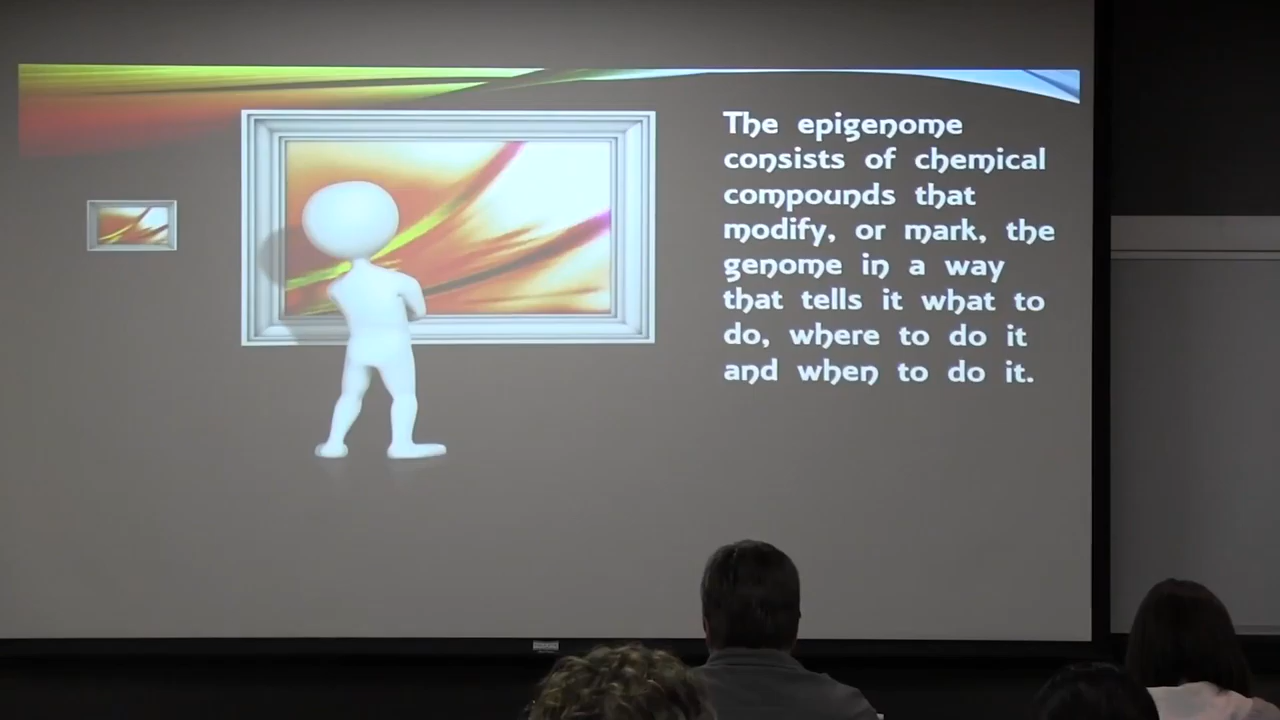 The epigenome
consists of chemical
compounds that
modify, or mark, the
genome in a way
that tells it what to
do, where to do it
and when to do it.